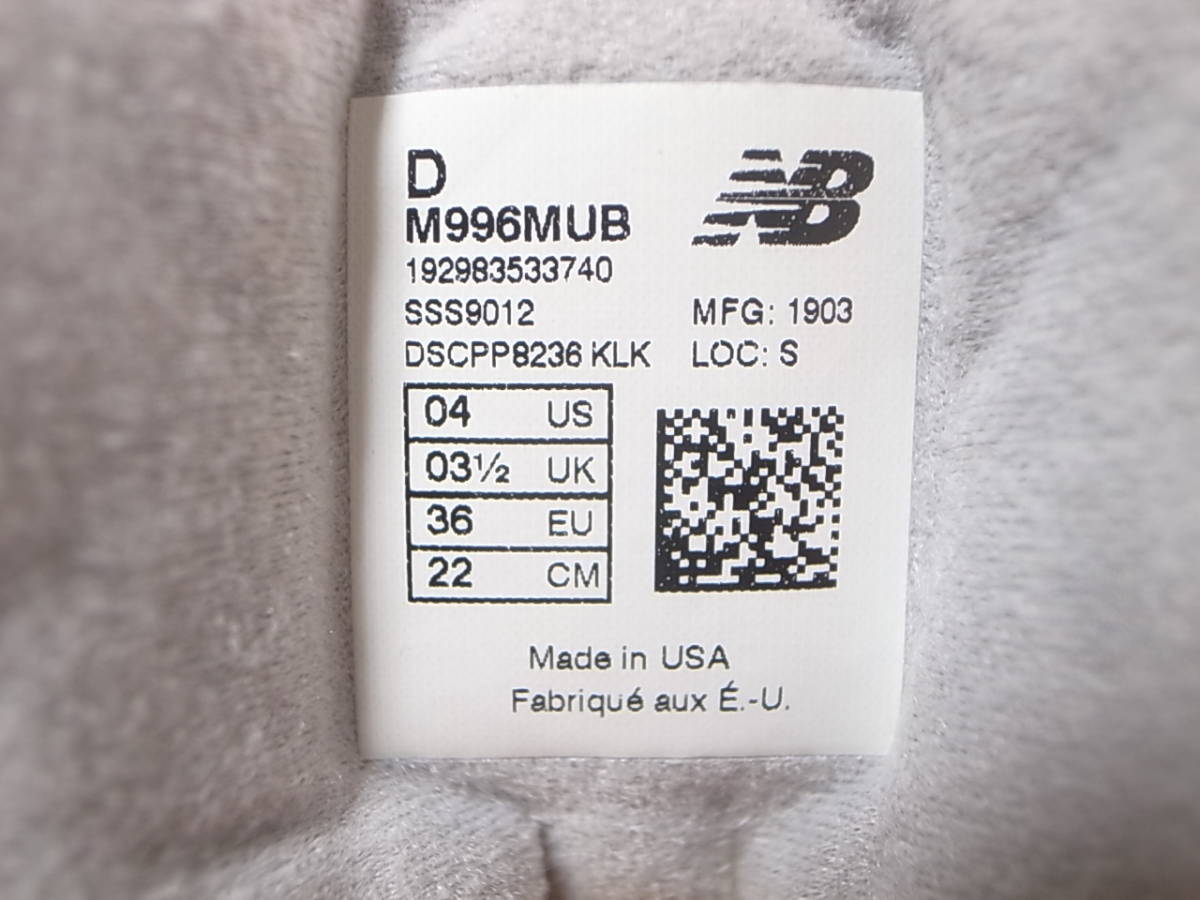 D
NB
M996MUB
192983533740
SSS9012 MFG: 1903
DSCPP8236 KLK LOC: S
04 US
03½ UK
36 EU
22 CM
Made in USA
Fabriqué aux É.-U.